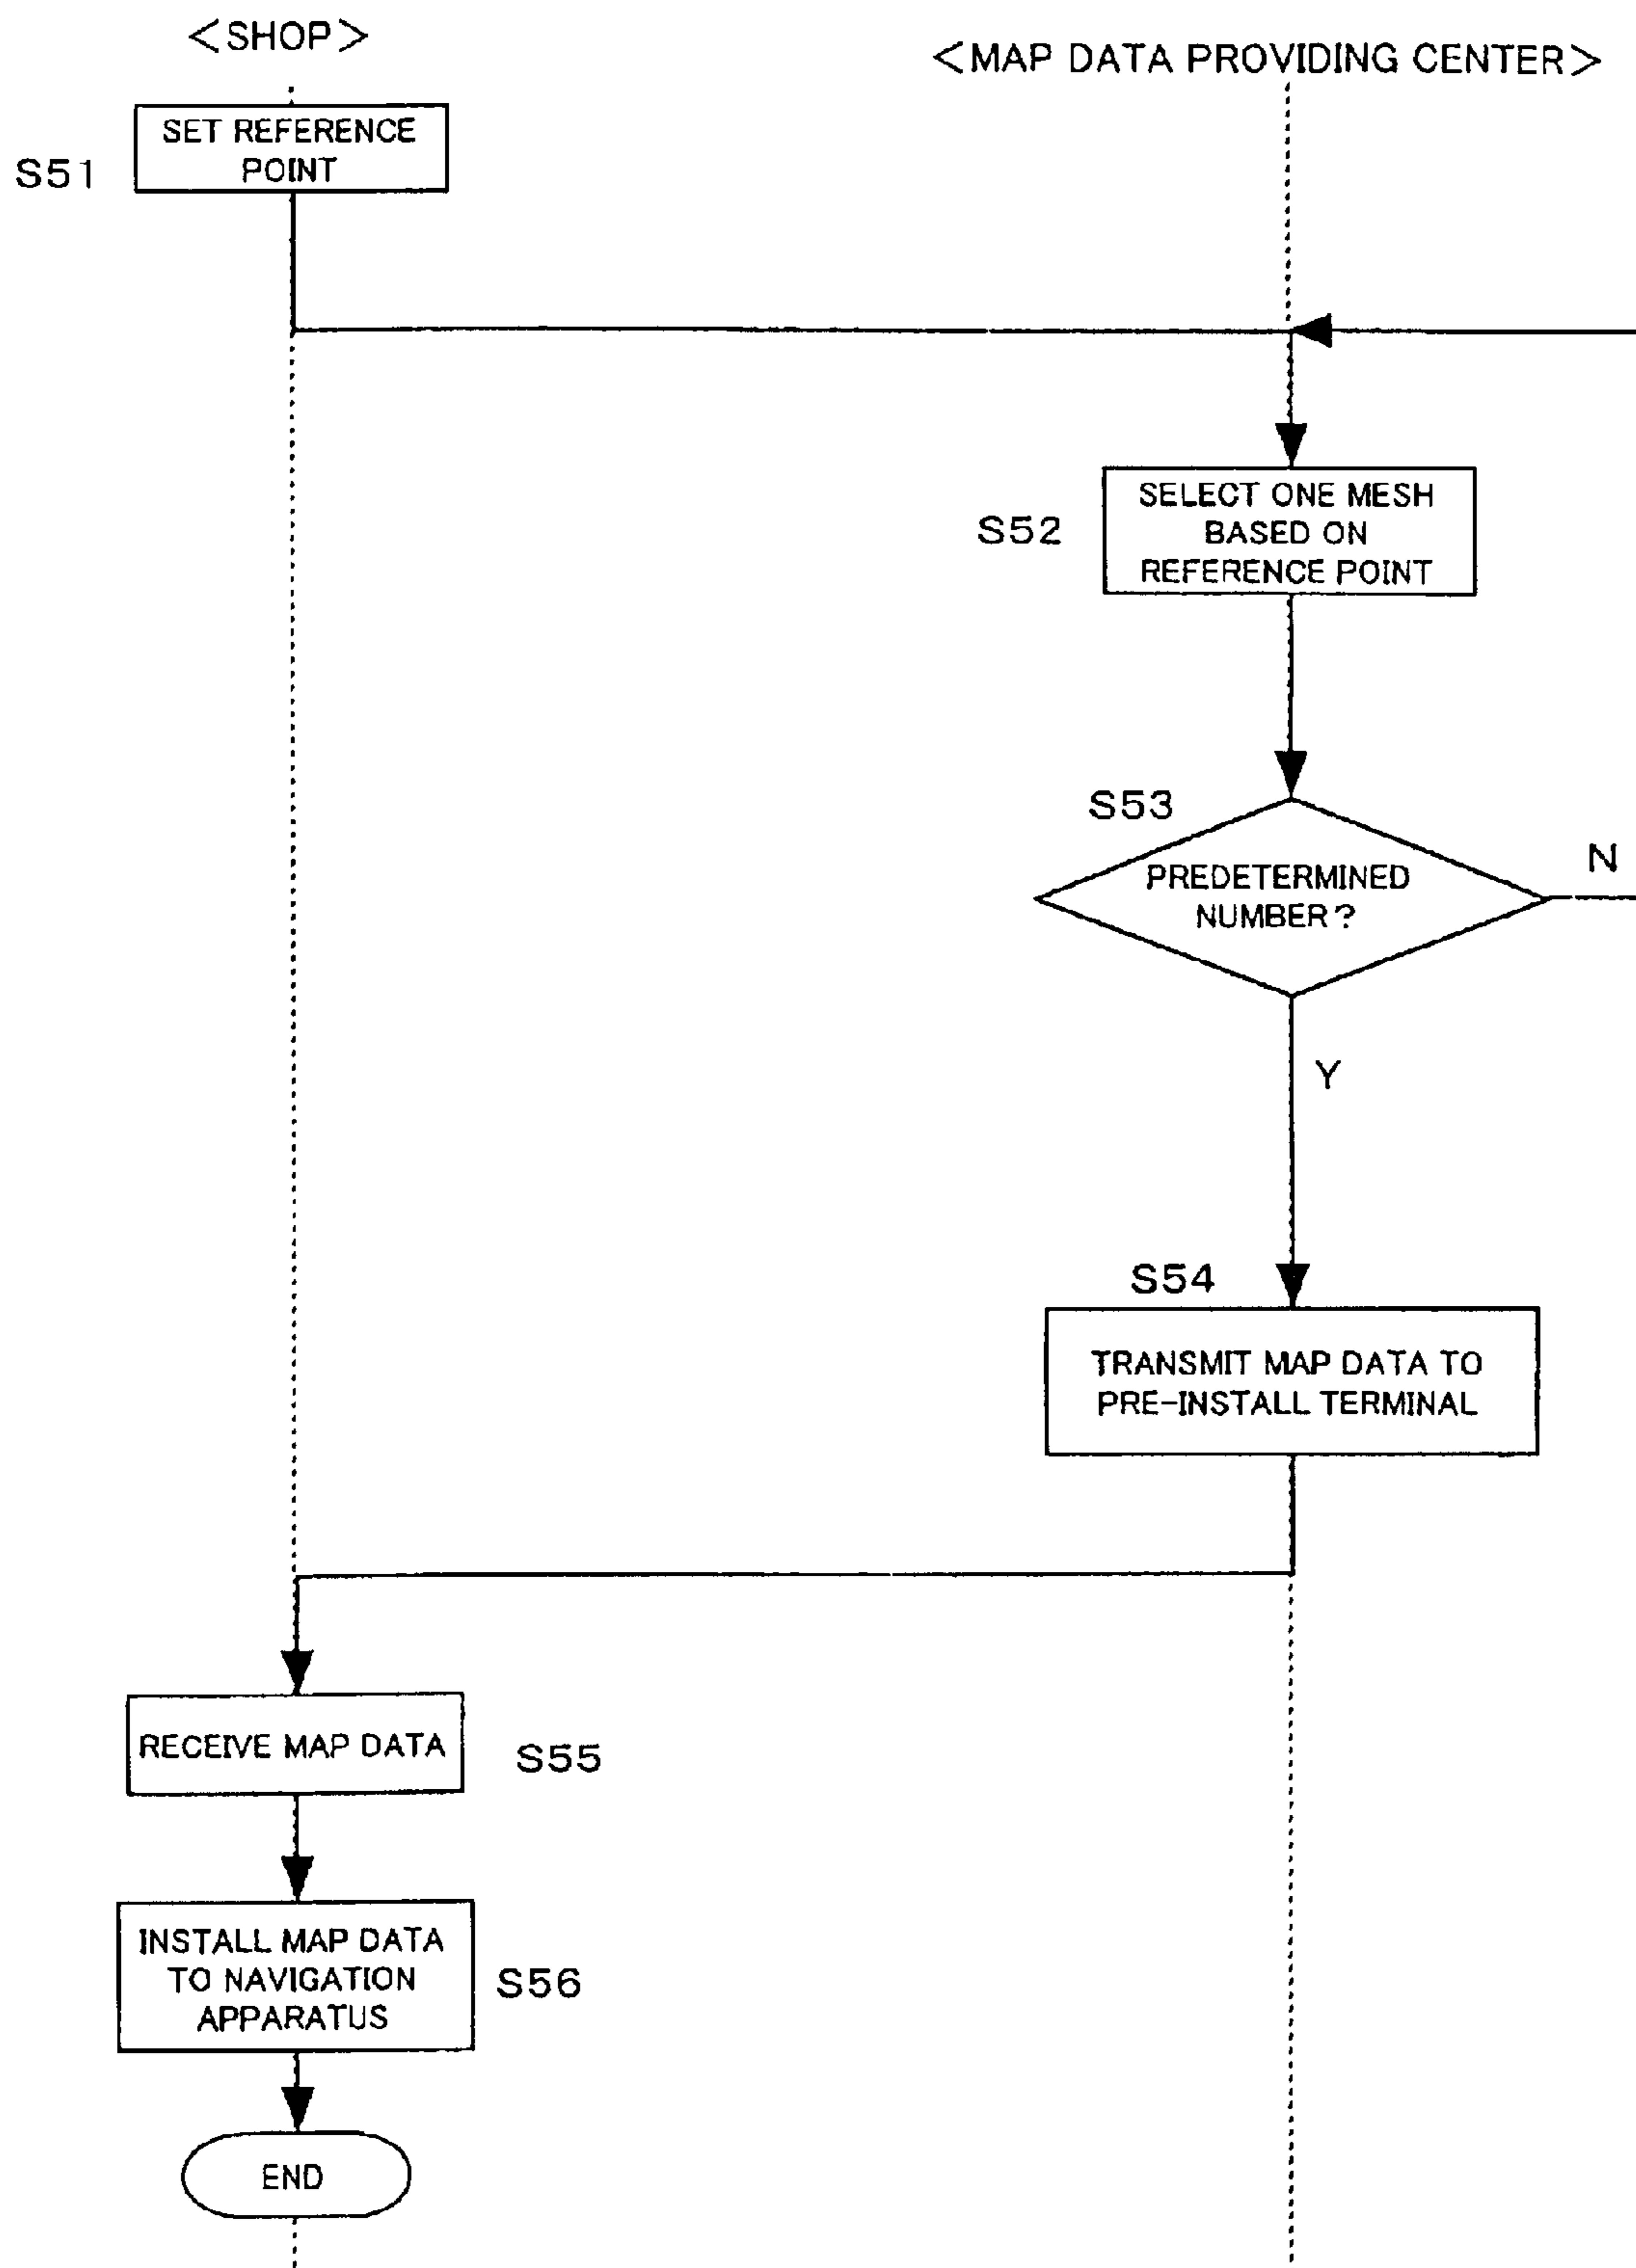 <SHOP>
<MAP DATA PROVIDING CENTER>
SET REFERENCE
POINT
S51
SELECT ONE MESH
BASED ON
REFERENCE POINT
S52
S53
PREDETERMINED
NUMBER?
N
Y
S54
TRANSMIT MAP DATA TO
PRE-INSTALL TERMINAL
RECEIVE MAP DATA
S55
INSTALL MAP DATA
TO NAVIGATION
APPARATUS
S56
END